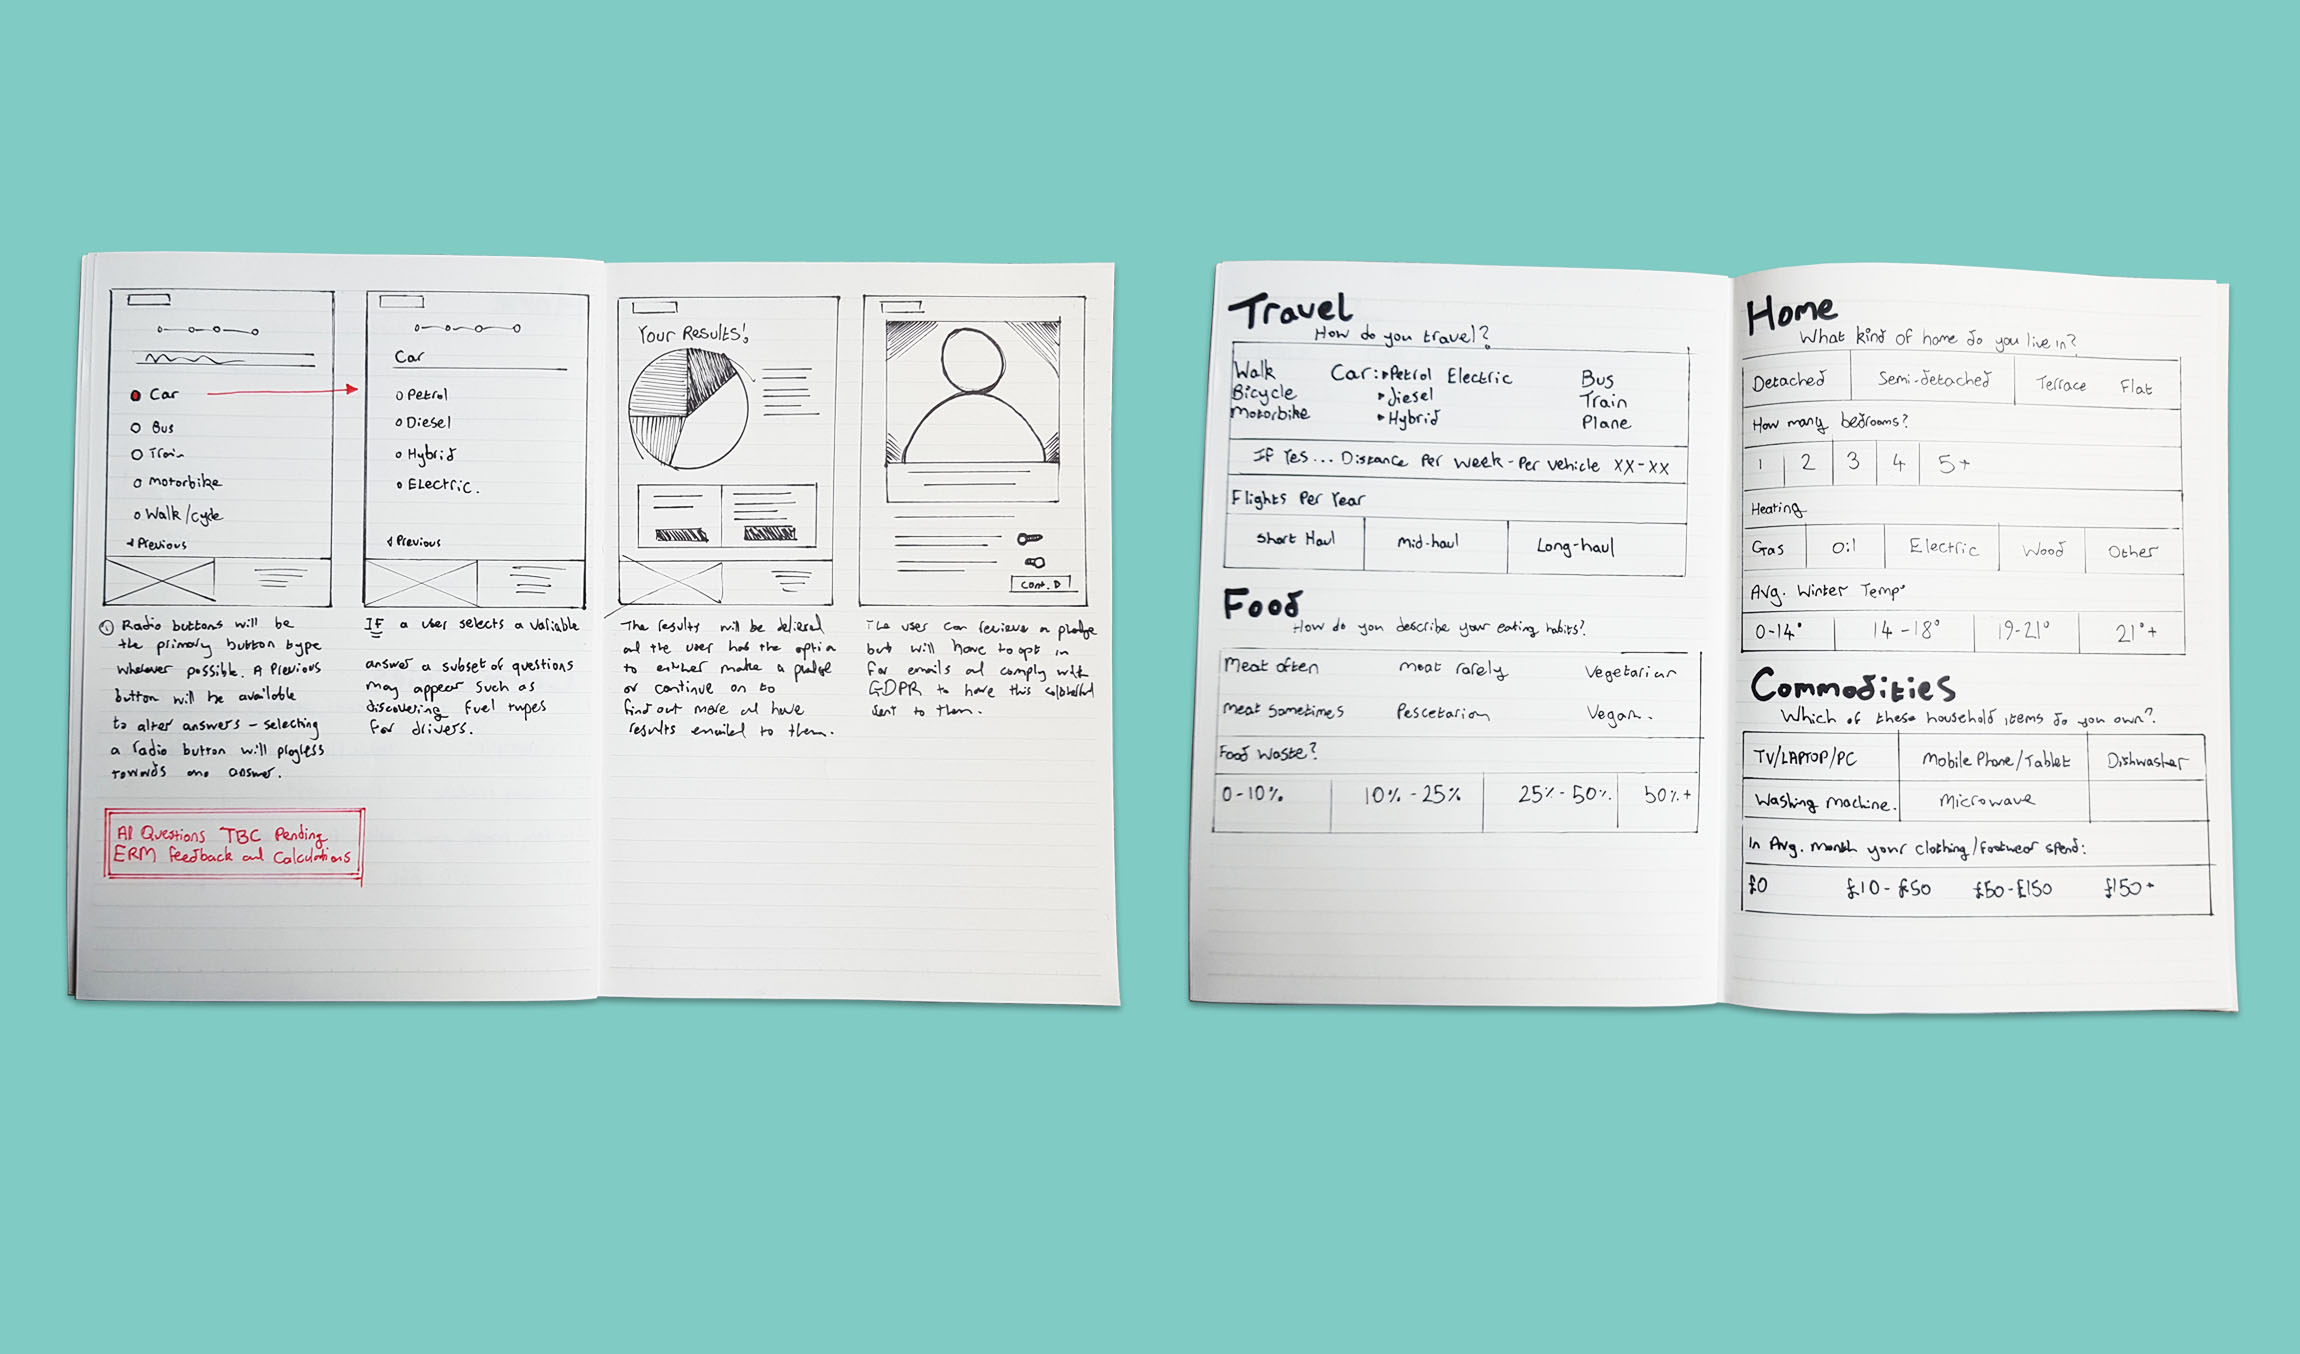 Car
Bus
Train
Motorbike
Walk/cycle
Previous
Car
Petrol
Diesel
Hybrid
Electric.
Previous
Your Results!
Cont. D
Radio buttons will be
the primary button type
wherever possible. A Previous
button will be available
to alter answers - selecting
a radio button will progress
towards one answer.
IF a user selects a variable
answer a subset of questions
may appear such as
discovering fuel types
for drivers.
The results will be delivered
and the user has the option
to either make a pledge
or continue on to
find out more and have
results emailed to them.
The user can receive a pledge
but will have to opt in
for emails and comply with
GDPR to have this
sent to them.
All Questions TBC Pending
ERM Feedback and Calculations
Travel
How do you travel?
Walk Car: Petrol Electric Bus
Bicycle Diesel Train
Motorbike Hybrid Plane
If Yes... Distance Per Week - Per Vehicle XX-XX
Flights Per Year
Short Haul Mid-haul Long-haul
Food
How do you describe your eating habits?
Meat often meat rarely Vegetarian
Meat sometimes Pescetarian Vegan.
Food Waste?
0-10% 10% - 25% 25% - 50% 50%+
Home
What kind of home do you live in?
Detached Semi-detached Terrace Flat
How many bedrooms?
1 2 3 4 5+
Heating
Gas Oil Electric Wood Other
Avg. Winter Temp°
0-14° 14-18° 19-21° 21°+
Commodities
Which of these household items do you own?
TV/LAPTOP/PC Mobile Phone/Tablet Dishwasher
Washing machine. Microwave
In Avg. month your clothing/footwear spend:
£0 £10 - £50 £50-£150 £150+